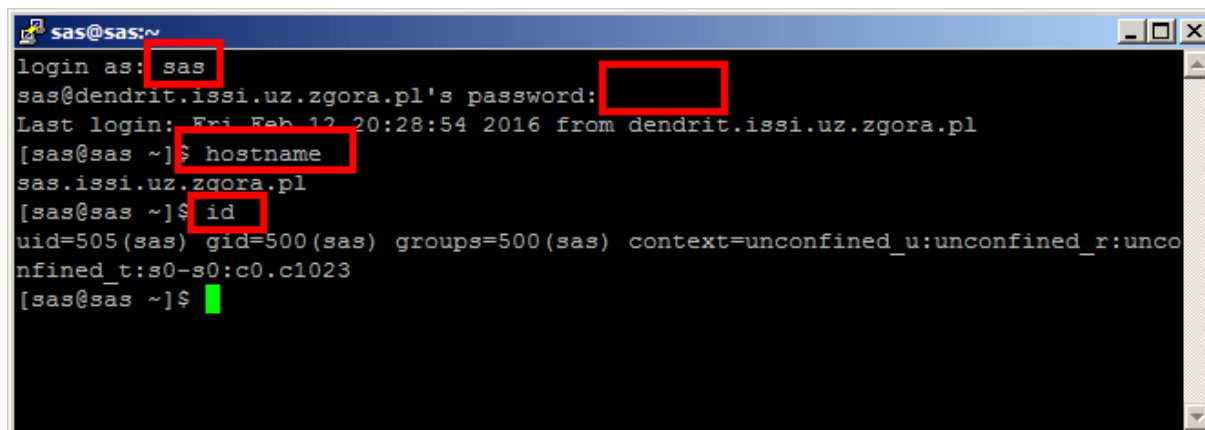 sas@sas:~
login as: sas
sas@dendrit.issi.uz.zgora.pl's password:
Last login: Fri Feb 12 20:28:54 2016 from dendrit.issi.uz.zgora.pl
[sas@sas ~]$ hostname
sas.issi.uz.zgora.pl
[sas@sas ~]$ id
uid=505(sas) gid=500(sas) groups=500(sas) context=unconfined_u:unconfined_r:unco
nfined_t:s0-s0:c0.c1023
[sas@sas ~]$